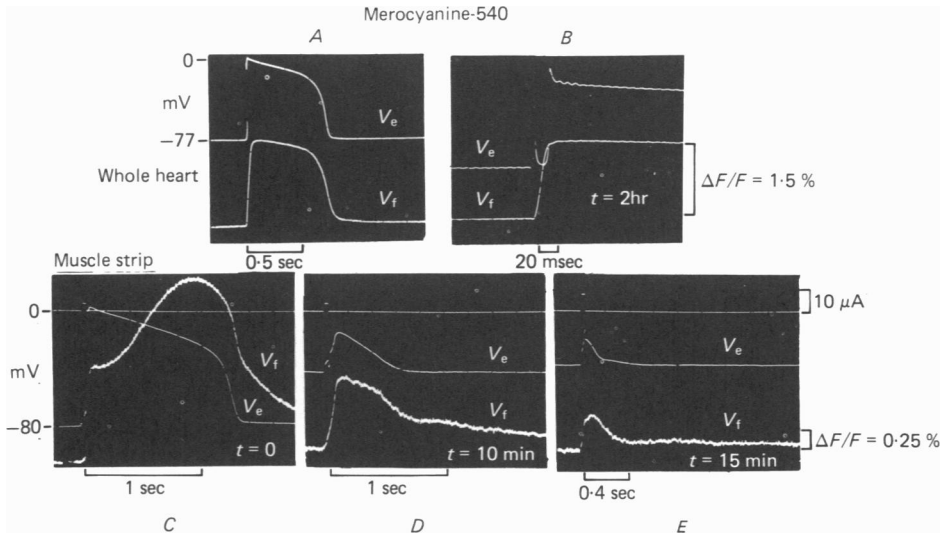 Merocyanine-540
A
B
0
mV
−77
Whole heart
Ve
Vf
0·5 sec
Ve
Vf
t = 2hr
20 msec
ΔF/F = 1·5 %
Muscle strip
0
mV
−80
Vf
Ve
t = 0
1 sec
C
Ve
Vf
t = 10 min
1 sec
D
10 μA
Ve
Vf
ΔF/F = 0·25 %
t = 15 min
0·4 sec
E